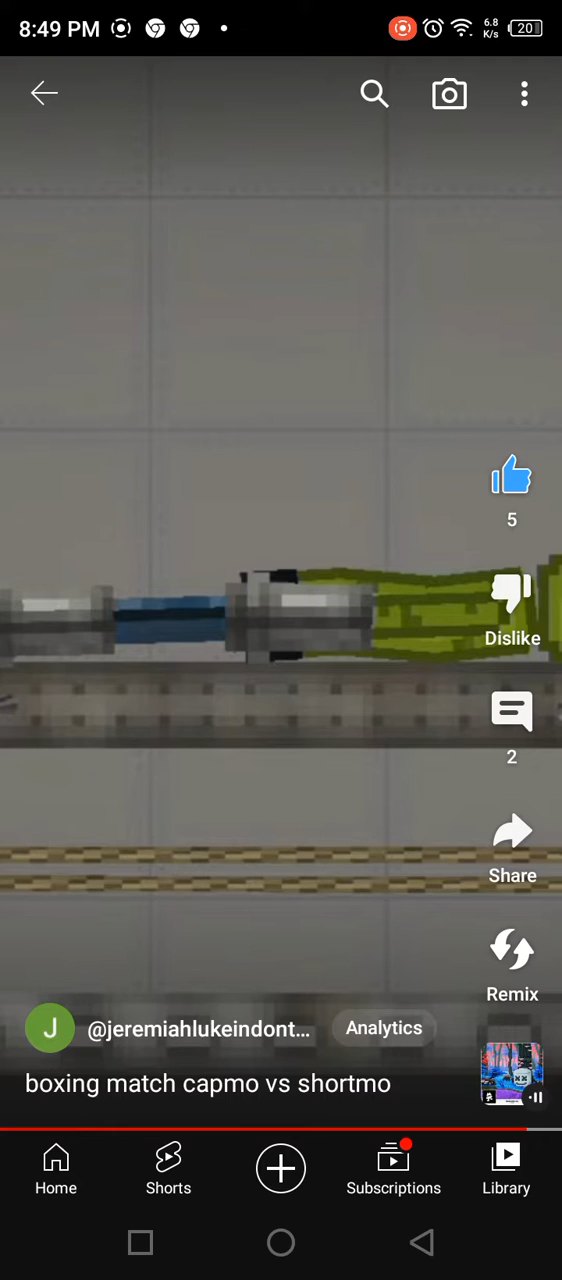 8:49 PM
6.8
K/s
20
5
Dislike
2
Share
Remix
J
@jeremiahlukeindont...
Analytics
boxing match capmo vs shortmo
Home
Shorts
Subscriptions
Library